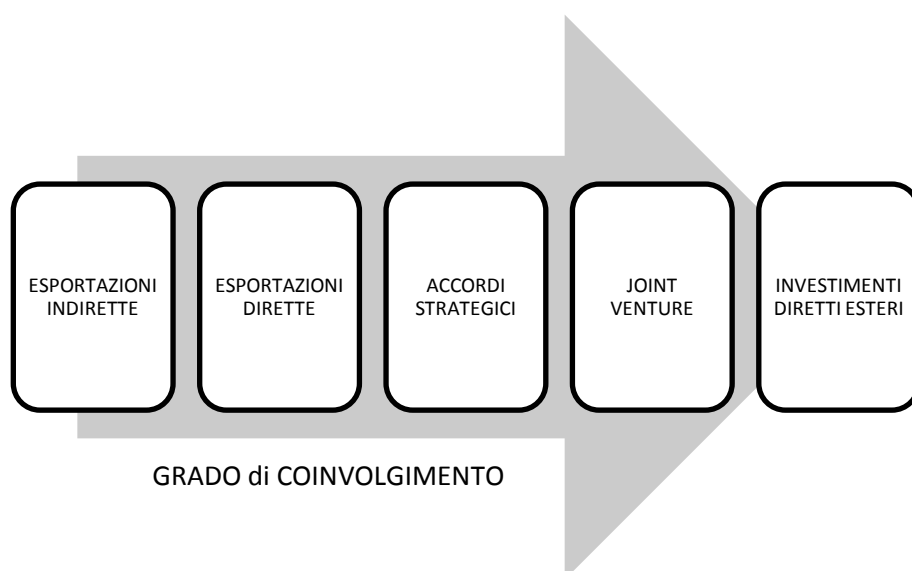 ESPORTAZIONI
INDIRETTE
ESPORTAZIONI
DIRETTE
ACCORDI
STRATEGICI
JOINT
VENTURE
INVESTIMENTI
DIRETTI ESTERI
GRADO di COINVOLGIMENTO